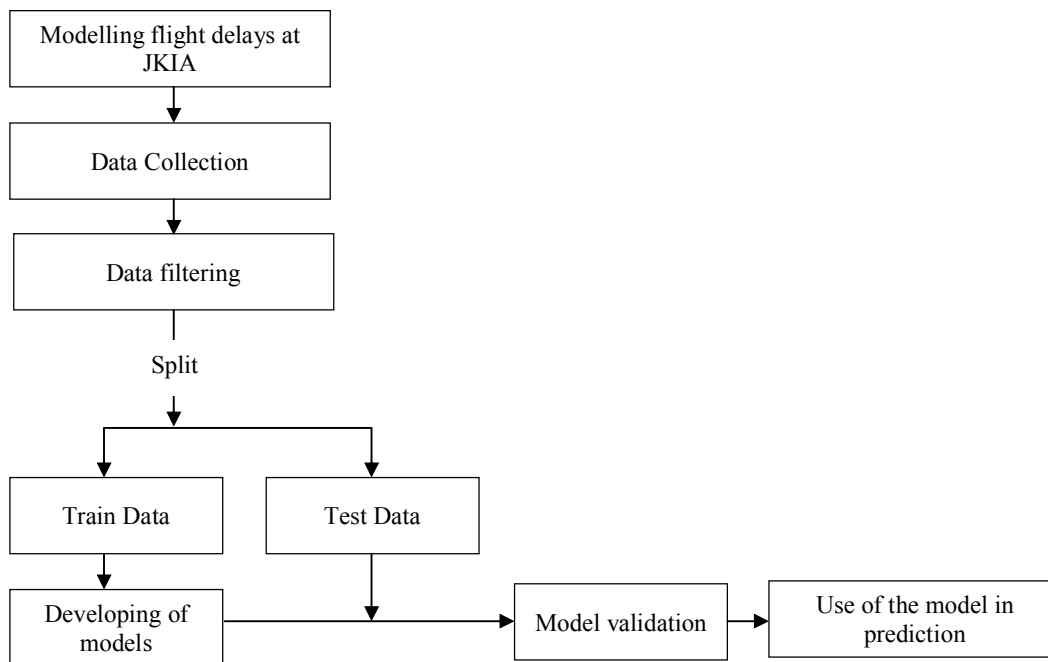 Modelling flight delays at
JKIA
Data Collection
Data filtering
Split
Train Data
Test Data
Developing of
models
Model validation
Use of the model in
prediction